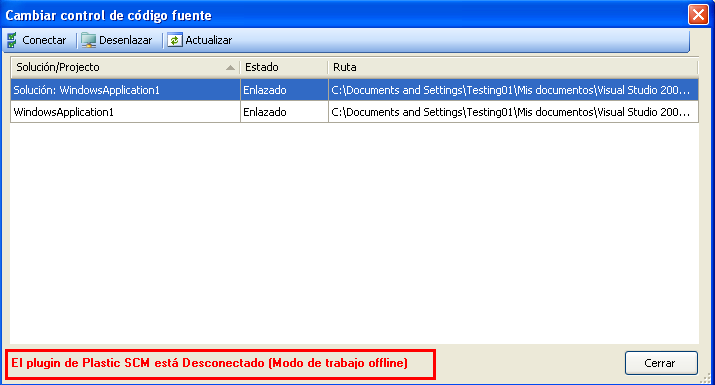 Cambiar control de código fuente
Conectar Desenlazar Actualizar
Solución/Projecto Estado Ruta
Solución: WindowsApplication1 Enlazado C:\Documents and Settings\Testing01\Mis documentos\Visual Studio 200...
WindowsApplication1 Enlazado C:\Documents and Settings\Testing01\Mis documentos\Visual Studio 200...
El plugin de Plastic SCM está Desconectado (Modo de trabajo offline)
Cerrar